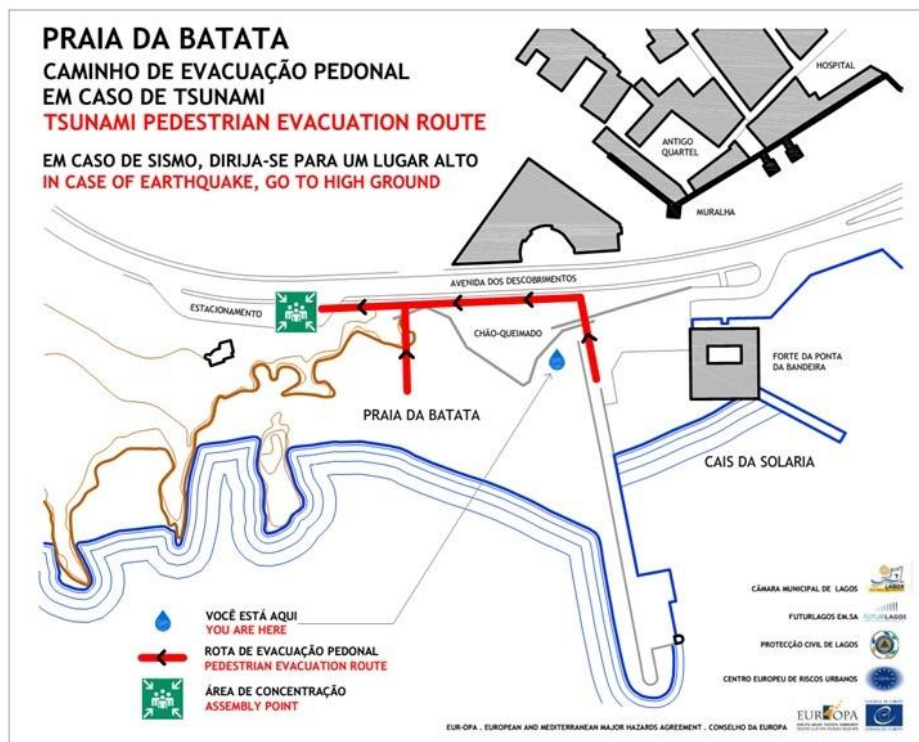 PRAIA DA BATATA
CAMINHO DE EVACUAÇÃO PEDONAL
EM CASO DE TSUNAMI
TSUNAMI PEDESTRIAN EVACUATION ROUTE
EM CASO DE SISMO, DIRIJA-SE PARA UM LUGAR ALTO
IN CASE OF EARTHQUAKE, GO TO HIGH GROUND
HOSPITAL
ANTIGO
QUARTEL
MURALHA
AVENIDA DOS DESCOBRIMENTOS
ESTACIONAMENTO
CHÃO-QUEIMADO
FORTE DA PONTA
DA BANDEIRA
PRAIA DA BATATA
CAIS DA SOLARIA
VOCÊ ESTÁ AQUI
YOU ARE HERE
ROTA DE EVACUAÇÃO PEDONAL
PEDESTRIAN EVACUATION ROUTE
ÁREA DE CONCENTRAÇÃO
ASSEMBLY POINT
CÂMARA MUNICIPAL DE LAGOS
LAGOS
FUTURLAGOS EM.SA
FUTURLAGOS
PROTECÇÃO CIVIL DE LAGOS
CENTRO EUROPEU DE RISCOS URBANOS
EUR-OPA . EUROPEAN AND MEDITERRANEAN MAJOR HAZARDS AGREEMENT . CONSELHO DA EUROPA
EUR OPA